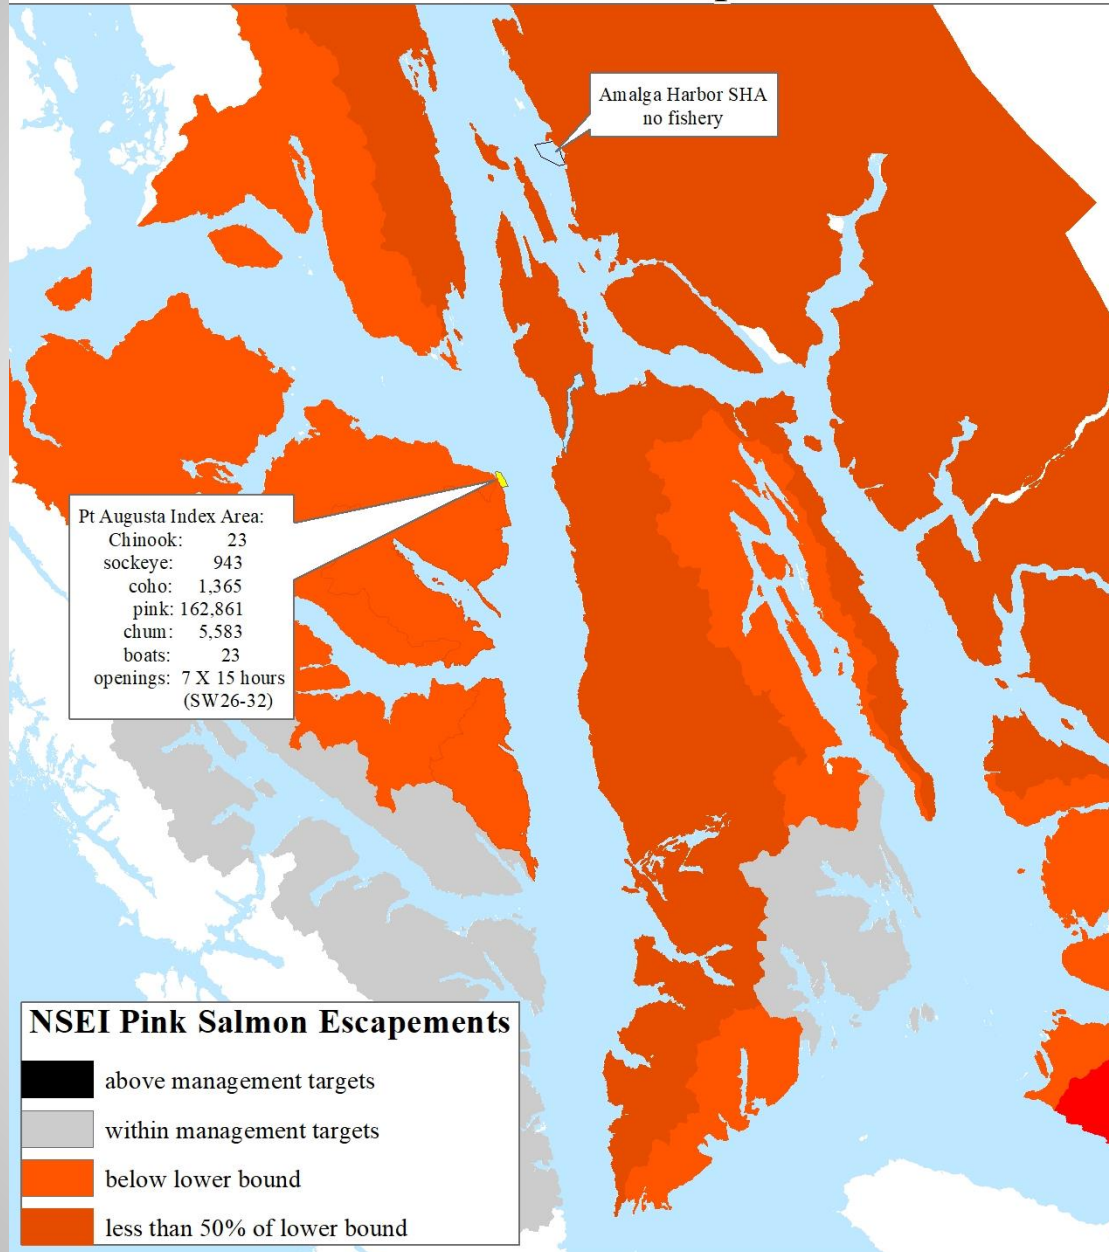 Amalga Harbor SHA
no fishery
Pt Augusta Index Area:
Chinook: 23
sockeye: 943
coho: 1,365
pink: 162,861
chum: 5,583
boats: 23
openings: 7 X 15 hours
(SW26-32)
NSEI Pink Salmon Escapements
above management targets
within management targets
below lower bound
less than 50% of lower bound